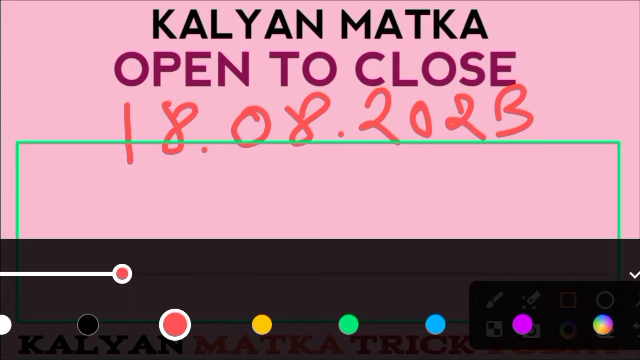 KALYAN MATKA
OPEN TO CLOSE
18.08.2023
KALYAN MATKA TRICK